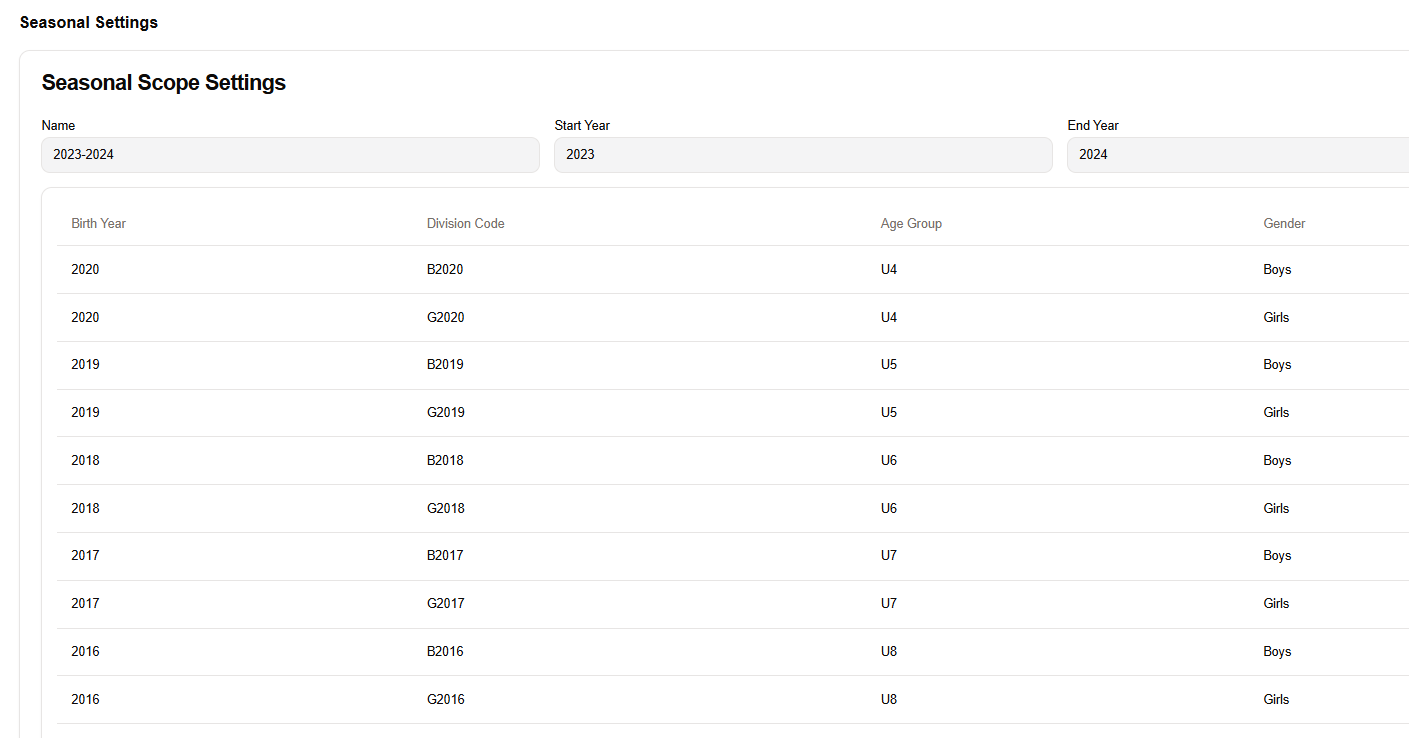 Seasonal Settings
Seasonal Scope Settings
Name Start Year End Year
2023-2024 2023 2024
Birth Year Division Code Age Group Gender
2020 B2020 U4 Boys
2020 G2020 U4 Girls
2019 B2019 U5 Boys
2019 G2019 U5 Girls
2018 B2018 U6 Boys
2018 G2018 U6 Girls
2017 B2017 U7 Boys
2017 G2017 U7 Girls
2016 B2016 U8 Boys
2016 G2016 U8 Girls